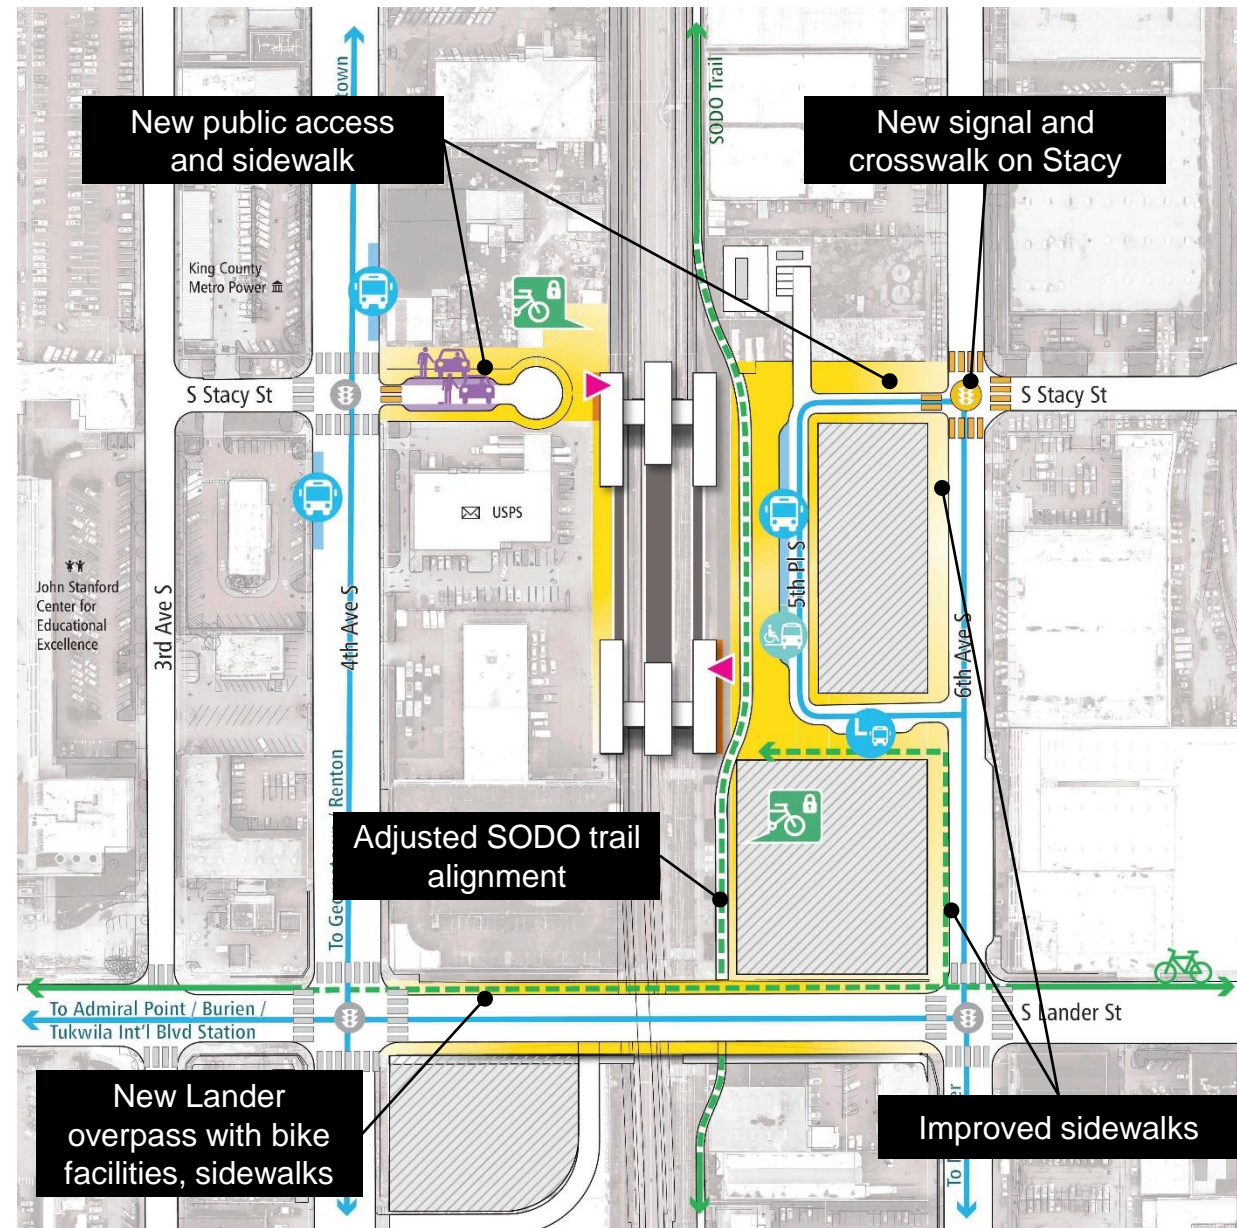 town
SODO Trail
New public access
and sidewalk
New signal and
crosswalk on Stacy
King County
Metro Power
S Stacy St
S Stacy St
USPS
John Stanford
Center for
Educational
Excellence
3rd Ave S
4th Ave S
5th Pl S
6th Ave S
Renton
Adjusted SODO trail
alignment
To
L
To Admiral Point / Burien /
Tukwila Int'l Blvd Station
S Lander St
New Lander
overpass with bike
facilities, sidewalks
Improved sidewalks
To